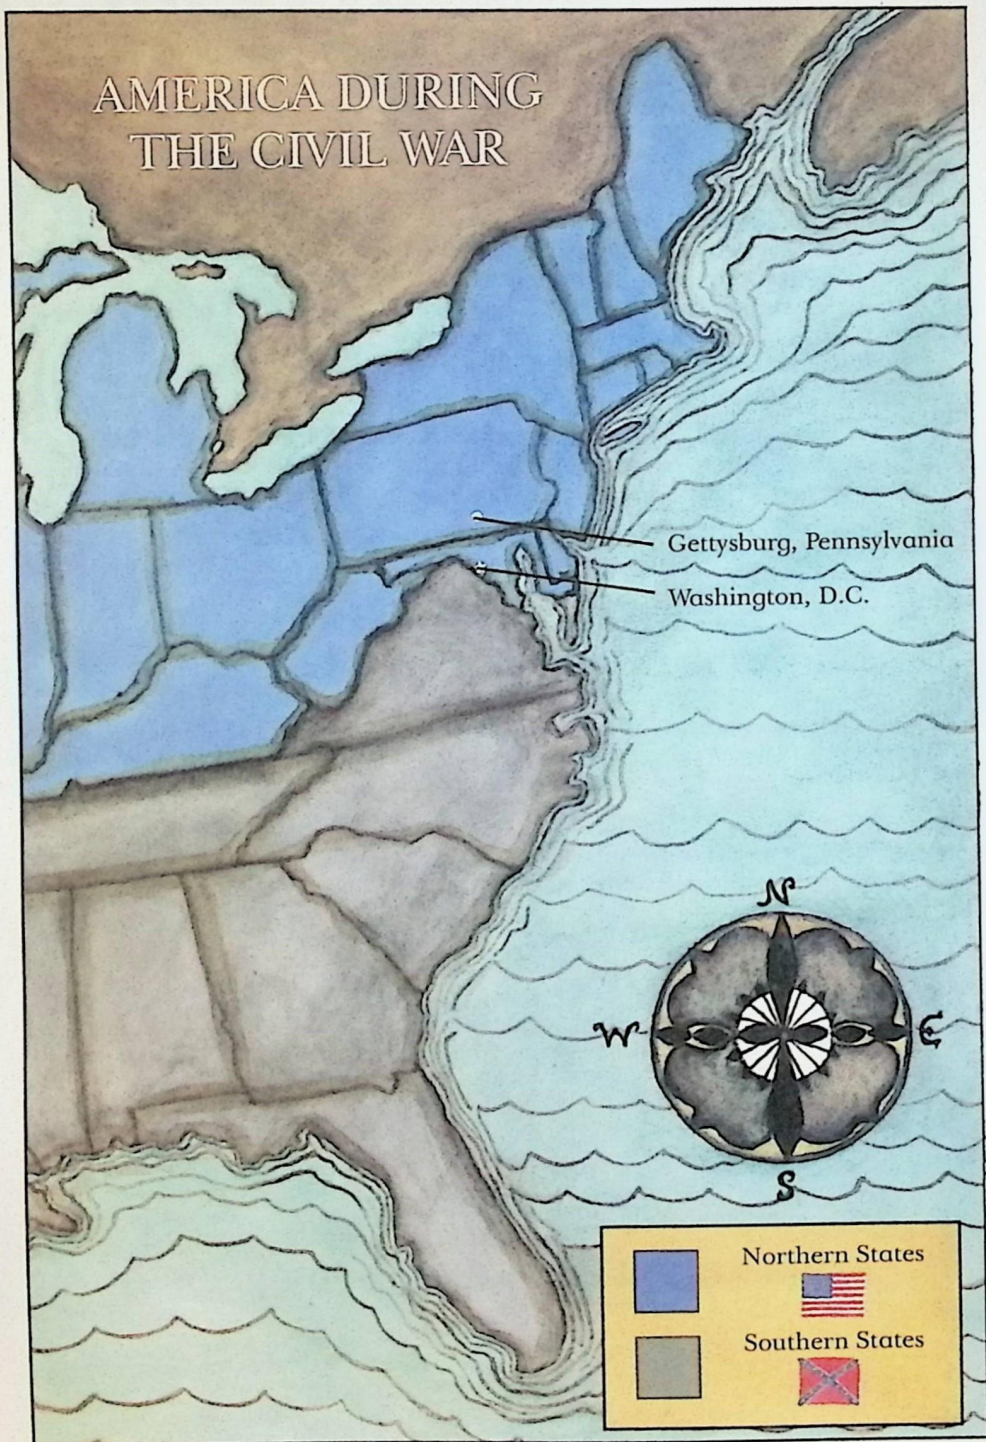 AMERICA DURING
THE CIVIL WAR
Gettysburg, Pennsylvania
Washington, D.C.
N
W
E
S
Northern States
Southern States